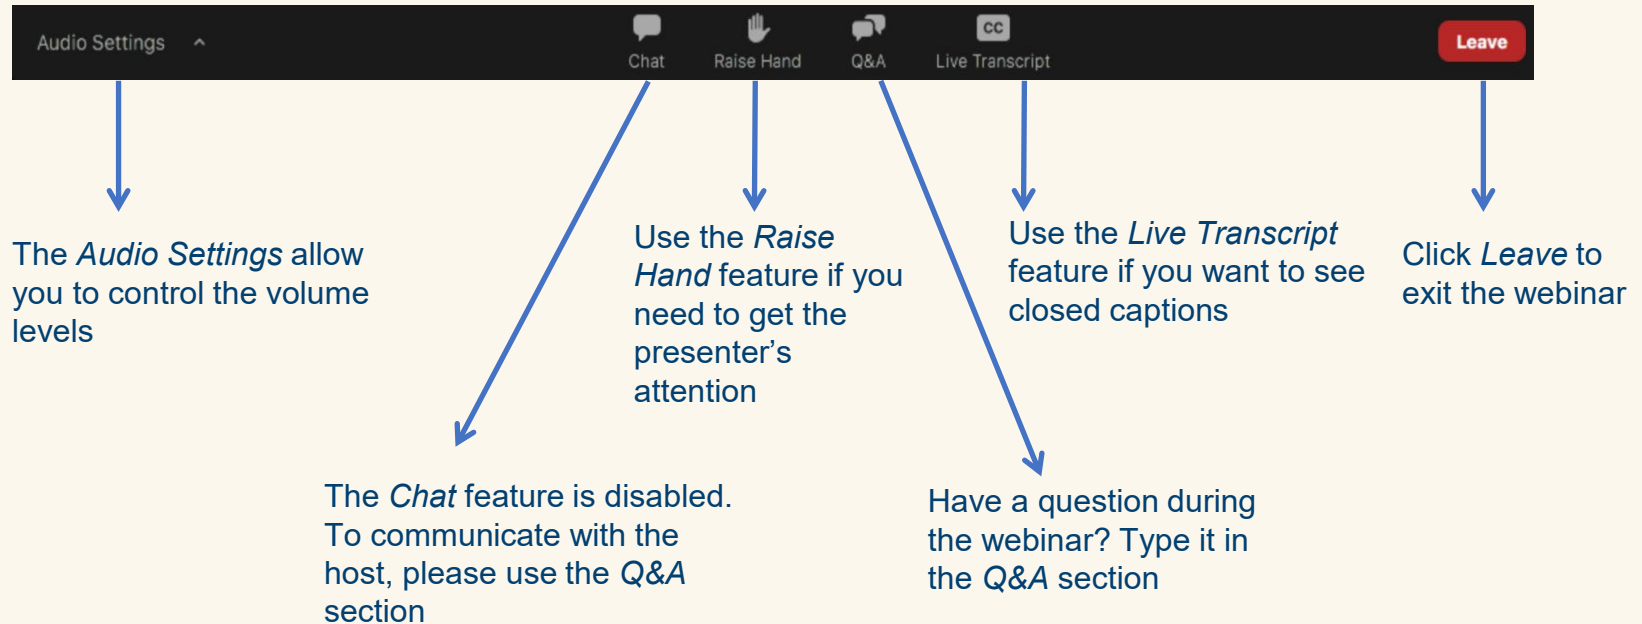 Audio Settings
Chat
Raise Hand
Q&A
CC
Live Transcript
Leave
The Audio Settings allow
you to control the volume
levels
Use the Raise
Hand feature if you
need to get the
presenter’s
attention
Use the Live Transcript
feature if you want to see
closed captions
Click Leave to
exit the webinar
The Chat feature is disabled.
To communicate with the
host, please use the Q&A
section
Have a question during
the webinar? Type it in
the Q&A section